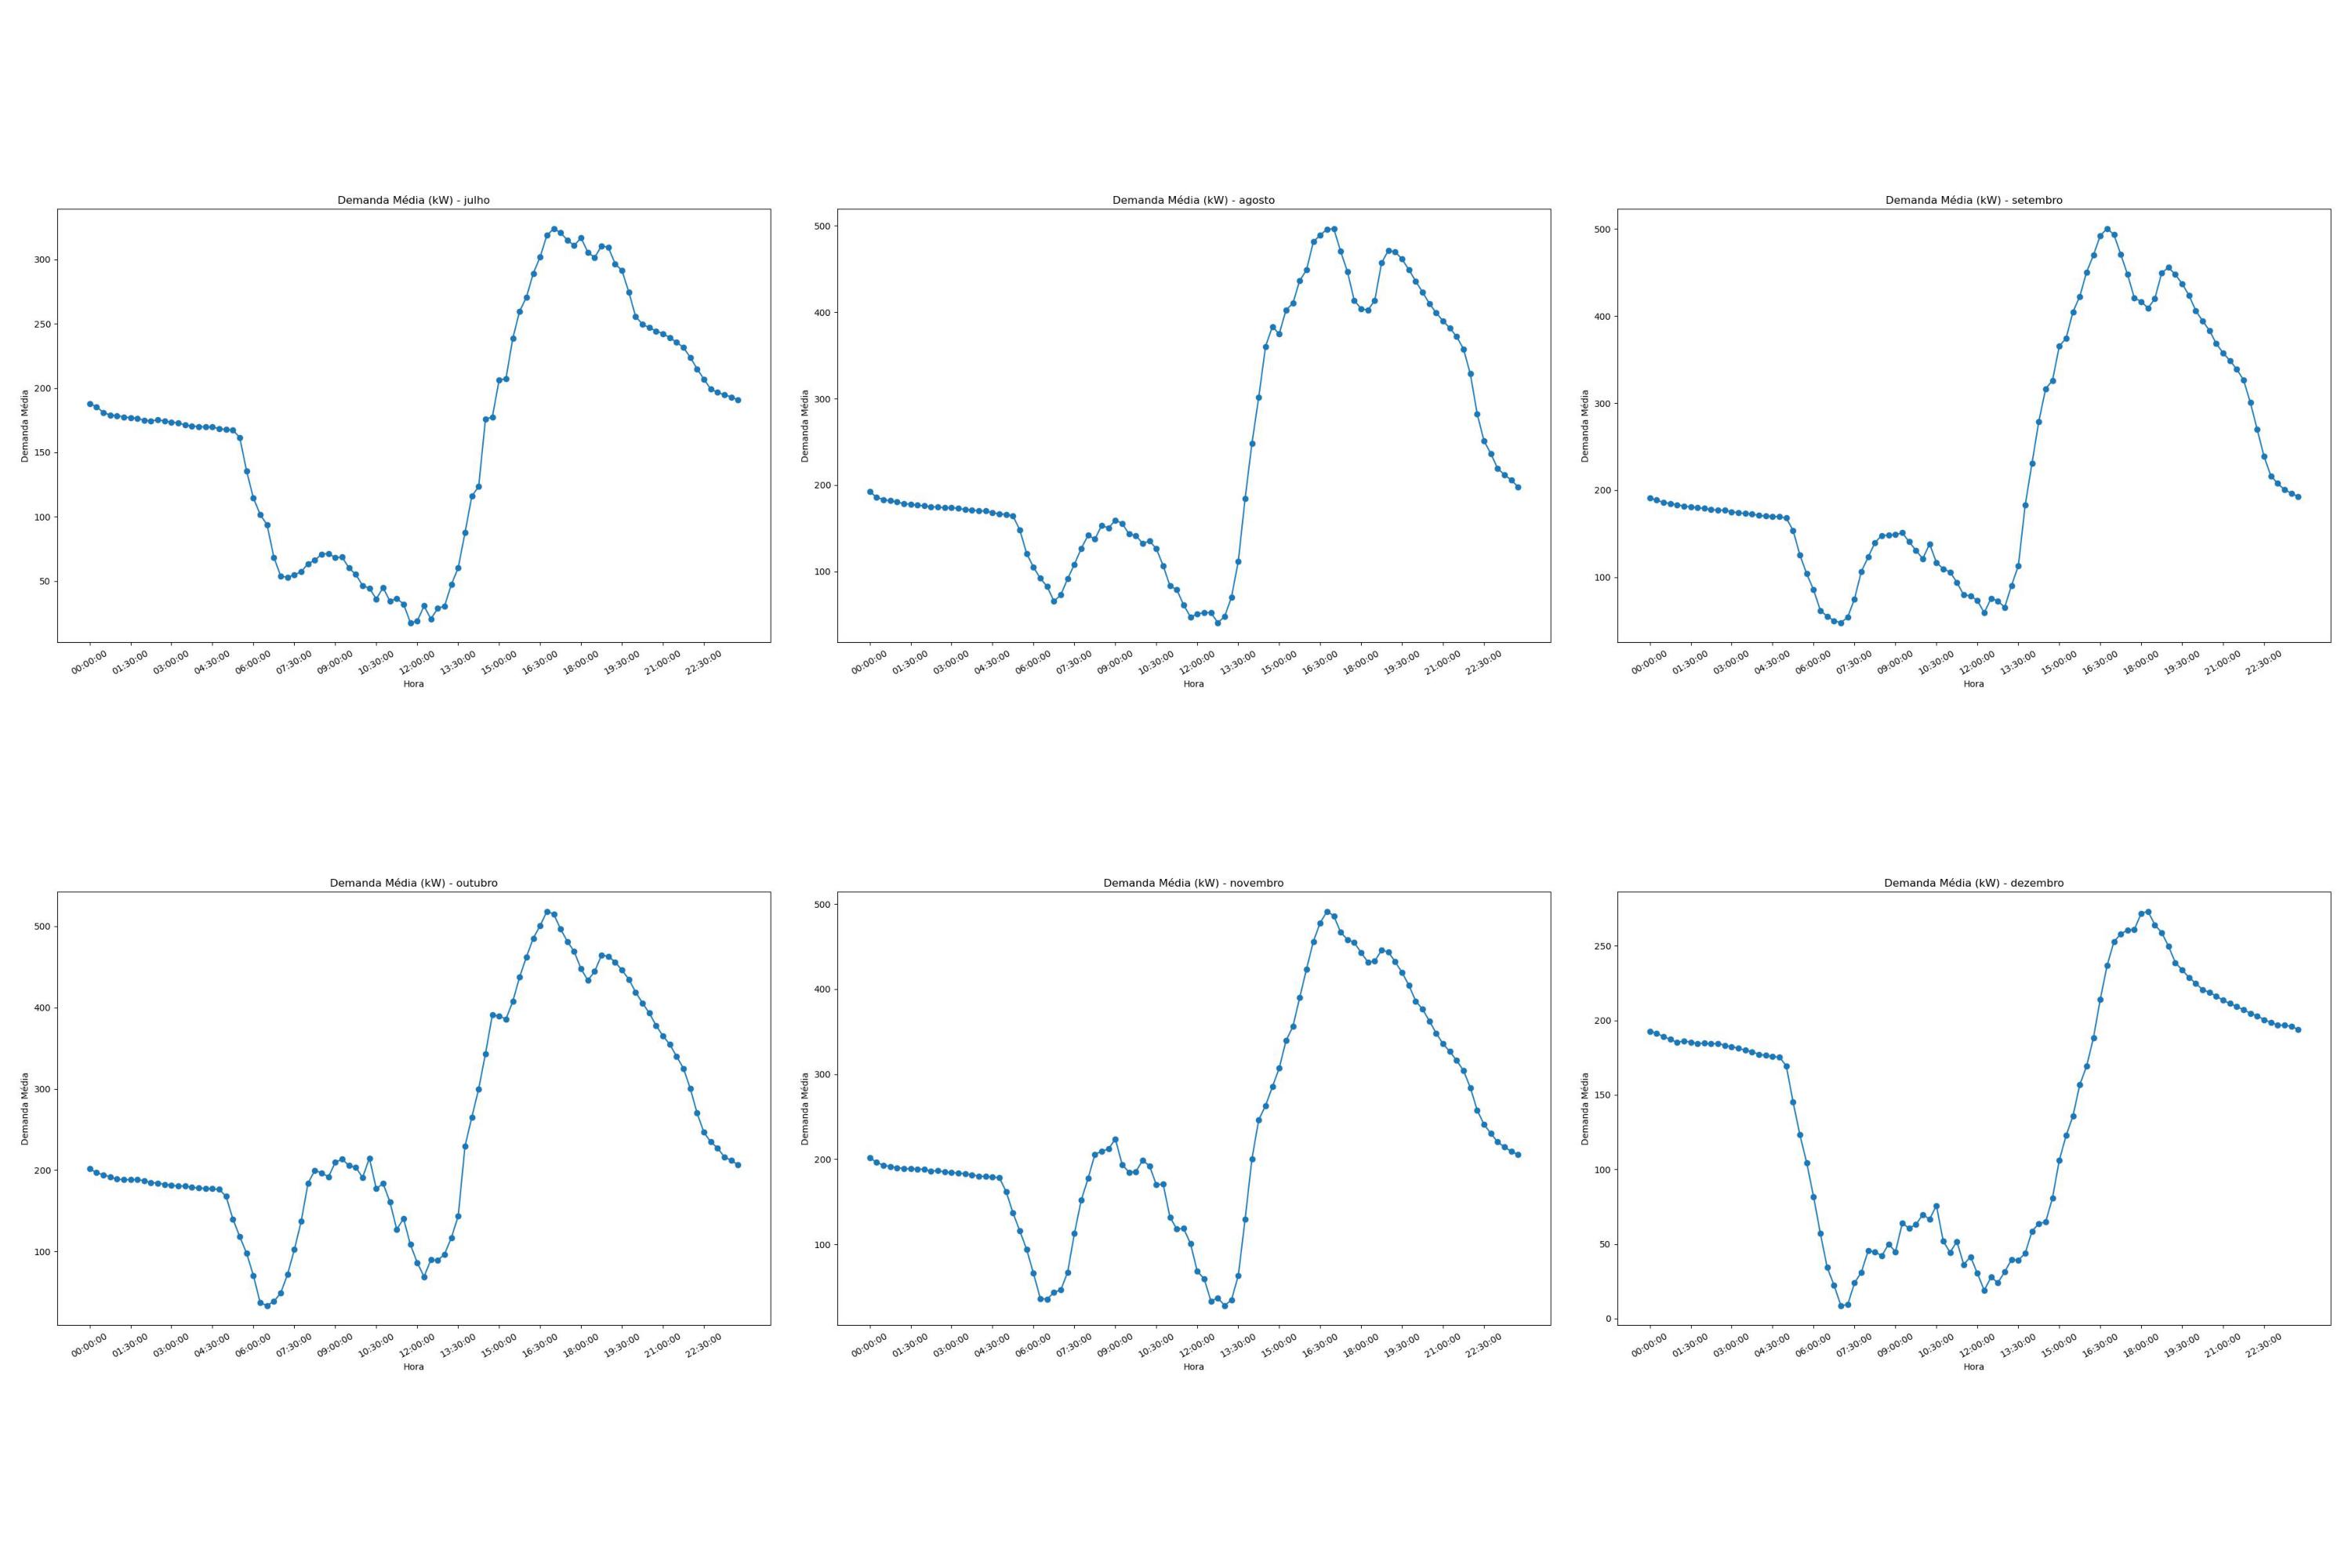 Demanda Média (kW) - julho
Demanda Média
300
250
200
150
100
50
00:00:00 01:30:00 03:00:00 04:30:00 06:00:00 07:30:00 09:00:00 10:30:00 12:00:00 13:30:00 15:00:00 16:30:00 18:00:00 19:30:00 21:00:00 22:30:00
Hora
Demanda Média (kW) - agosto
Demanda Média
500
400
300
200
100
00:00:00 01:30:00 03:00:00 04:30:00 06:00:00 07:30:00 09:00:00 10:30:00 12:00:00 13:30:00 15:00:00 16:30:00 18:00:00 19:30:00 21:00:00 22:30:00
Hora
Demanda Média (kW) - setembro
Demanda Média
500
400
300
200
100
00:00:00 01:30:00 03:00:00 04:30:00 06:00:00 07:30:00 09:00:00 10:30:00 12:00:00 13:30:00 15:00:00 16:30:00 18:00:00 19:30:00 21:00:00 22:30:00
Hora
Demanda Média (kW) - outubro
Demanda Média
500
400
300
200
100
00:00:00 01:30:00 03:00:00 04:30:00 06:00:00 07:30:00 09:00:00 10:30:00 12:00:00 13:30:00 15:00:00 16:30:00 18:00:00 19:30:00 21:00:00 22:30:00
Hora
Demanda Média (kW) - novembro
Demanda Média
500
400
300
200
100
00:00:00 01:30:00 03:00:00 04:30:00 06:00:00 07:30:00 09:00:00 10:30:00 12:00:00 13:30:00 15:00:00 16:30:00 18:00:00 19:30:00 21:00:00 22:30:00
Hora
Demanda Média (kW) - dezembro
Demanda Média
250
200
150
100
50
0
00:00:00 01:30:00 03:00:00 04:30:00 06:00:00 07:30:00 09:00:00 10:30:00 12:00:00 13:30:00 15:00:00 16:30:00 18:00:00 19:30:00 21:00:00 22:30:00
Hora